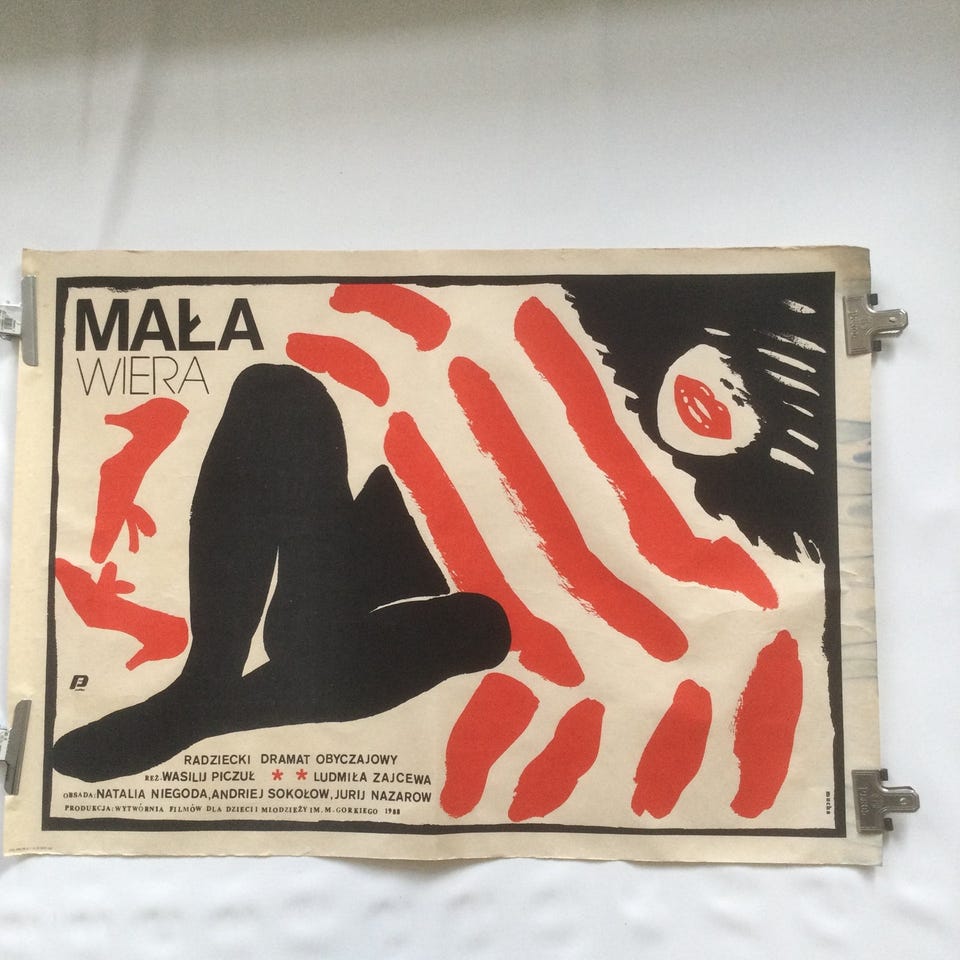 MAŁA
WIERA
RADZIECKI DRAMAT OBYCZAJOWY
REŻ. WASILIJ PICZUŁ ** LUDMIŁA ZAJCEWA
OBSADA: NATALIA NIEGODA, ANDRIEJ SOKOŁOW, JURIJ NAZAROW
PRODUKCJA: WYTWÓRNIA FILMÓW DLA DZIECI I MŁODZIEŻY IM. M. GORKIEGO 1988
mucha